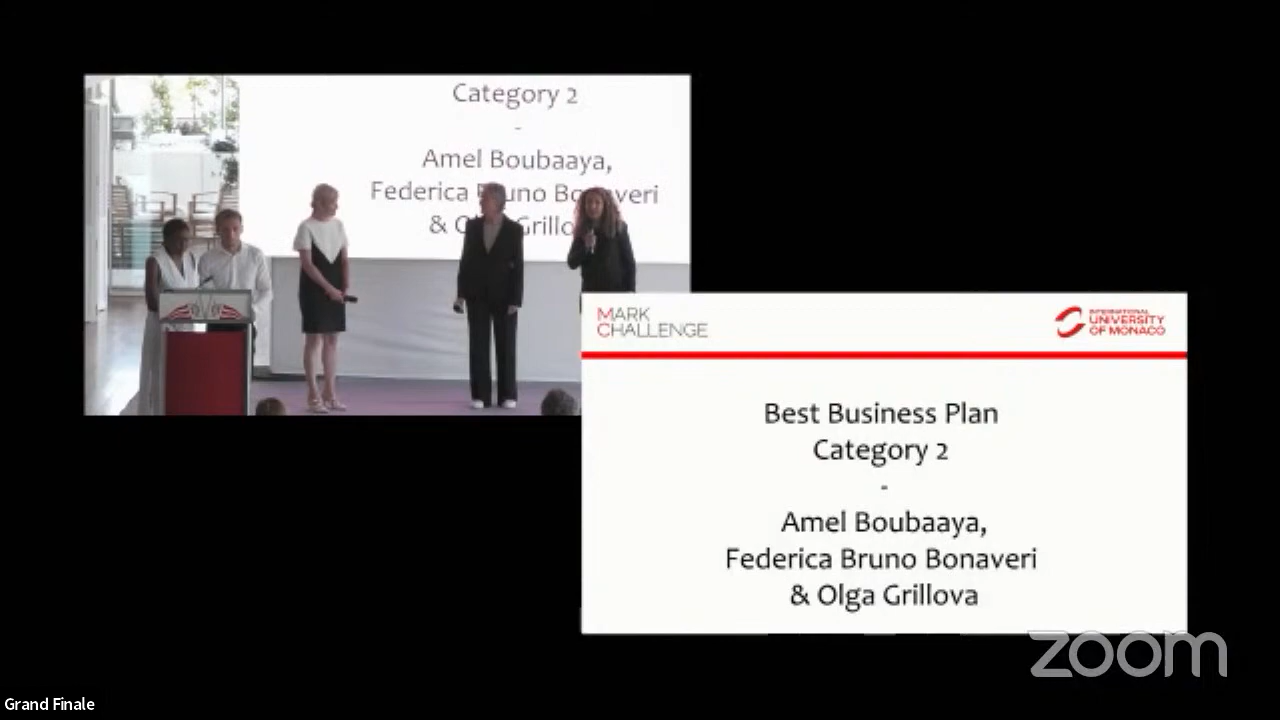 Category 2
-
Amel Boubaaya,
Federica Bruno Bonaveri
& Grillo
MARK
CHALLENGE
INTERNATIONAL
UNIVERSITY
OF MONACO
Best Business Plan
Category 2
-
Amel Boubaaya,
Federica Bruno Bonaveri
& Olga Grillova
zoom
Grand Finale